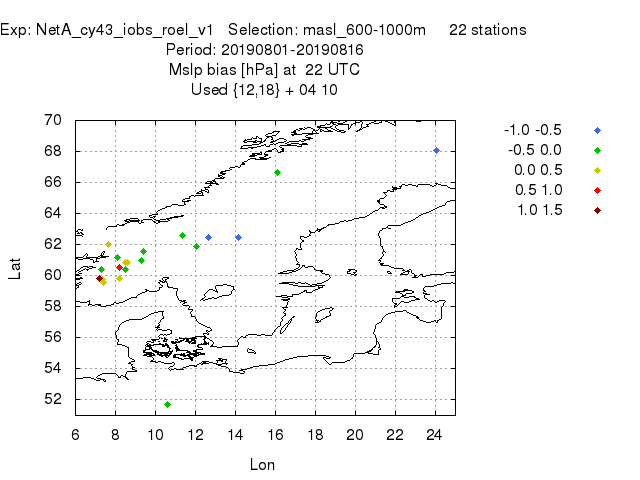 Exp: NetA_cy43_iobs_roel_v1   Selection: masl_600-1000m     22 stations
Period: 20190801-20190816
Mslp bias [hPa] at  22 UTC
Used {12,18} + 04 10
-1.0 -0.5
-0.5 0.0
0.0 0.5
0.5 1.0
1.0 1.5
Lat
70
68
66
64
62
60
58
56
54
52
6 8 10 12 14 16 18 20 22 24
Lon